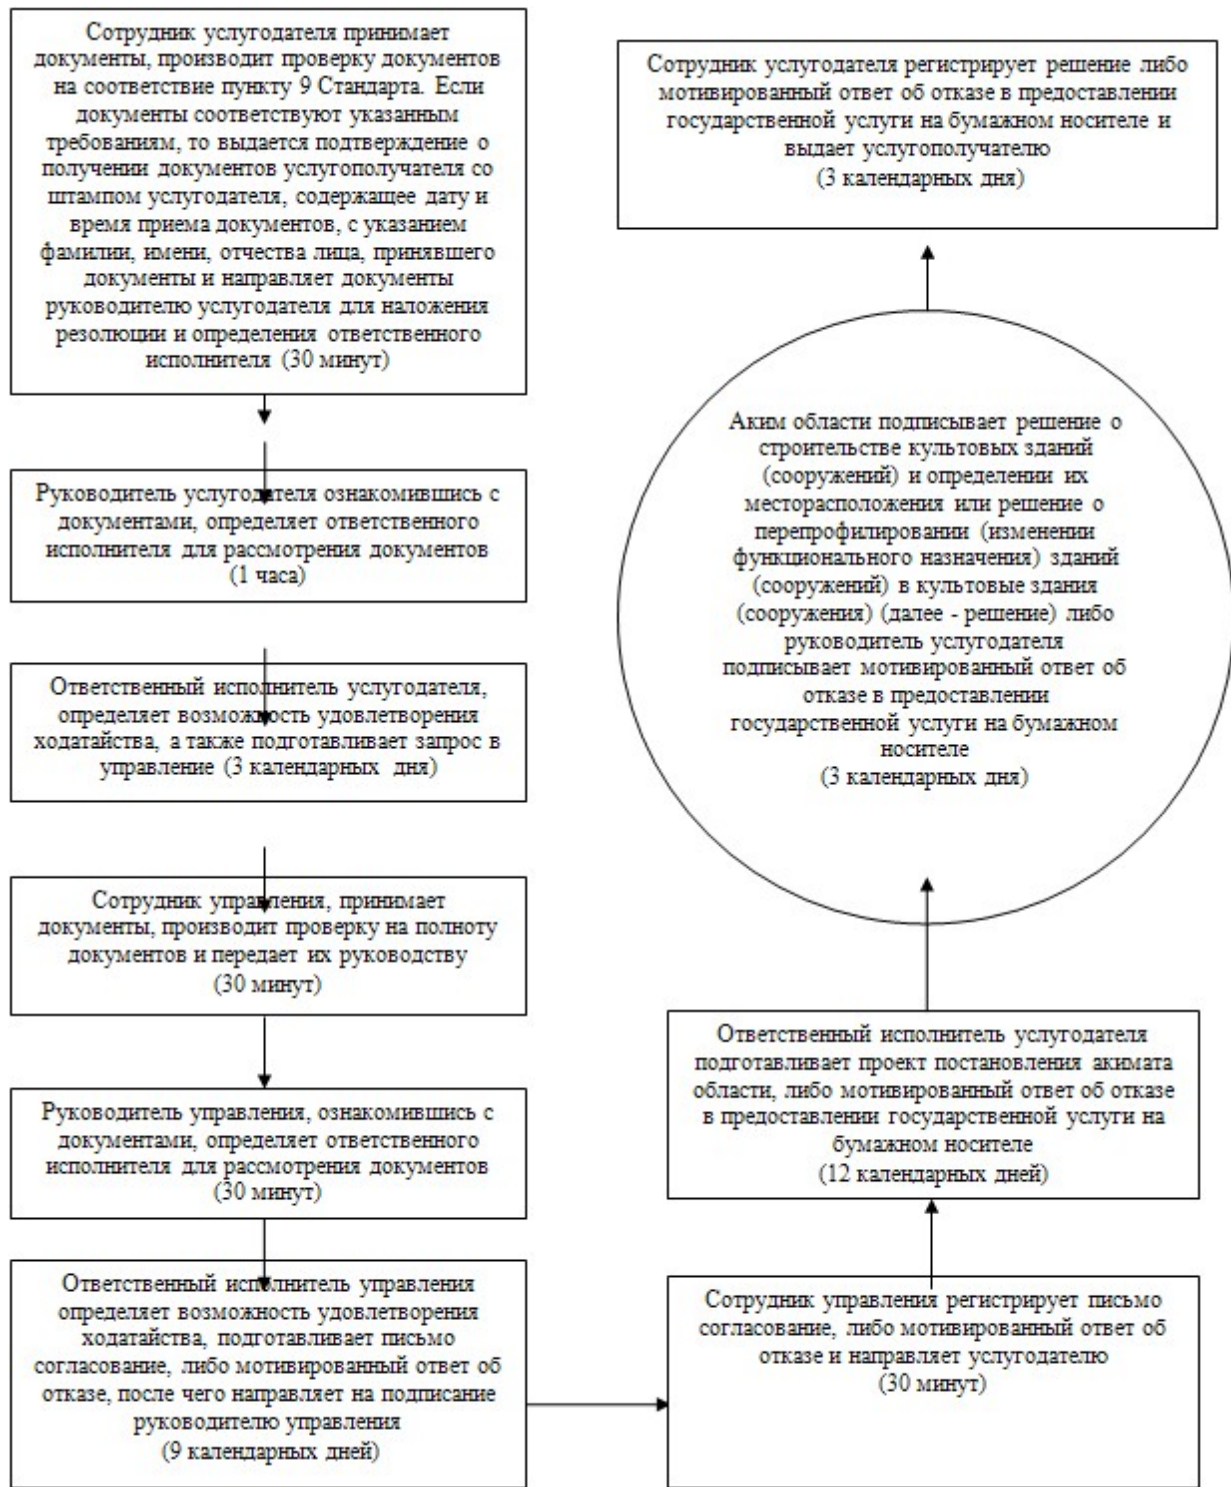 Сотрудник услугодателя принимает
документы, производит проверку документов
на соответствие пункту 9 Стандарта. Если
документы соответствуют указанным
требованиям, то выдается подтверждение о
получении документов услугополучателя со
штампом услугодателя, содержащее дату и
время приема документов, с указанием
фамилии, имени, отчества лица, принявшего
документы и направляет документы
руководителю услугодателя для наложения
резолюции и определения ответственного
исполнителя (30 минут)
Руководитель услугодателя ознакомившись с
документами, определяет ответственного
исполнителя для рассмотрения документов
(1 часа)
Ответственный исполнитель услугодателя,
определяет возможность удовлетворения
ходатайства, а также подготавливает запрос в
управление (3 календарных дня)
Сотрудник управления, принимает
документы, производит проверку на полноту
документов и передает их руководству
(30 минут)
Руководитель управления, ознакомившись с
документами, определяет ответственного
исполнителя для рассмотрения документов
(30 минут)
Ответственный исполнитель управления
определяет возможность удовлетворения
ходатайства, подготавливает письмо
согласование, либо мотивированный ответ об
отказе, после чего направляет на подписание
руководителю управления
(9 календарных дней)
Сотрудник управления регистрирует письмо
согласование, либо мотивированный ответ об
отказе и направляет услугодателю
(30 минут)
Ответственный исполнитель услугодателя
подготавливает проект постановления акимата
области, либо мотивированный ответ об отказе
в предоставлении государственной услуги на
бумажном носителе
(12 календарных дней)
Аким области подписывает решение о
строительстве культовых зданий
(сооружений) и определении их
месторасположения или решение о
перепрофилировании (изменении
функционального назначения) зданий
(сооружений) в культовые здания
(сооружения) (далее - решение) либо
руководитель услугодателя
подписывает мотивированный ответ об
отказе в предоставлении
государственной услуги на бумажном
носителе
(3 календарных дня)
Сотрудник услугодателя регистрирует решение либо
мотивированный ответ об отказе в предоставлении
государственной услуги на бумажном носителе и
выдает услугополучателю
(3 календарных дня)